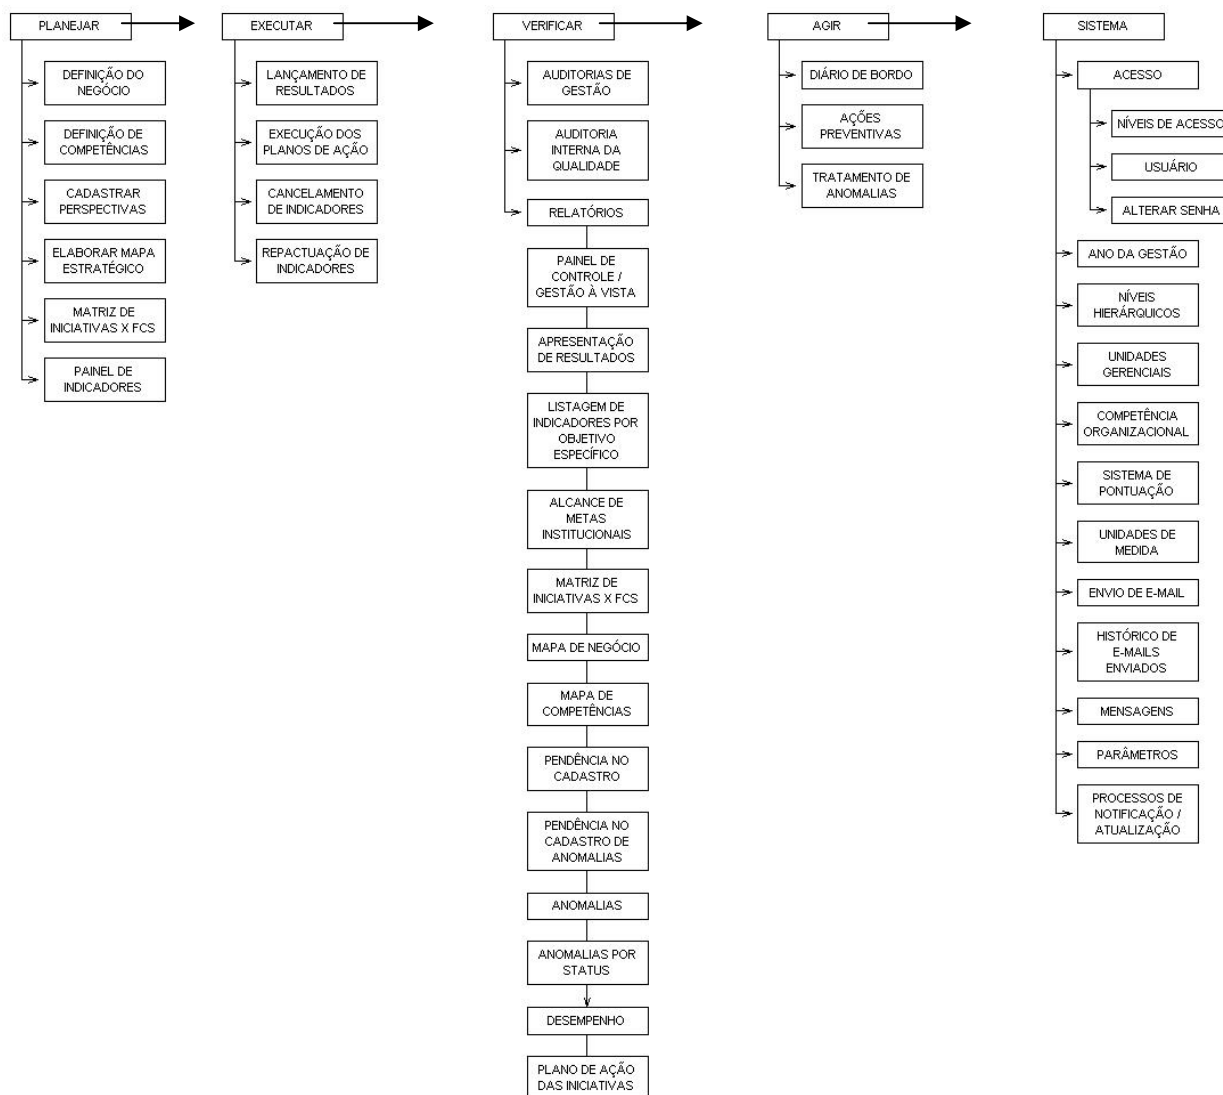 PLANEJAR
DEFINIÇÃO DO
NEGÓCIO
DEFINIÇÃO DE
COMPETÊNCIAS
CADASTRAR
PERSPECTIVAS
ELABORAR MAPA
ESTRATÉGICO
MATRIZ DE
INICIATIVAS X FCS
PAINEL DE
INDICADORES
EXECUTAR
LANÇAMENTO DE
RESULTADOS
EXECUÇÃO DOS
PLANOS DE AÇÃO
CANCELAMENTO
DE INDICADORES
REPACTUAÇÃO DE
INDICADORES
VERIFICAR
AUDITORIAS DE
GESTÃO
AUDITORIA
INTERNA DA
QUALIDADE
RELATÓRIOS
PAINEL DE
CONTROLE /
GESTÃO À VISTA
APRESENTAÇÃO
DE RESULTADOS
LISTAGEM DE
INDICADORES POR
OBJETIVO
ESPECÍFICO
ALCANCE DE
METAS
INSTITUCIONAIS
MATRIZ DE
INICIATIVAS X FCS
MAPA DE NEGÓCIO
MAPA DE
COMPETÊNCIAS
PENDÊNCIA NO
CADASTRO
PENDÊNCIA NO
CADASTRO DE
ANOMALIAS
ANOMALIAS
ANOMALIAS POR
STATUS
DESEMPENHO
PLANO DE AÇÃO
DAS INICIATIVAS
AGIR
DIÁRIO DE BORDO
AÇÕES
PREVENTIVAS
TRATAMENTO DE
ANOMALIAS
SISTEMA
ACESSO
NÍVEIS DE ACESSO
USUÁRIO
ALTERAR SENHA
ANO DA GESTÃO
NÍVEIS
HIERÁRQUICOS
UNIDADES
GERENCIAIS
COMPETÊNCIA
ORGANIZACIONAL
SISTEMA DE
PONTUAÇÃO
UNIDADES DE
MEDIDA
ENVIO DE E-MAIL
HISTÓRICO DE
E-MAILS
ENVIADOS
MENSAGENS
PARÂMETROS
PROCESSOS DE
NOTIFICAÇÃO /
ATUALIZAÇÃO